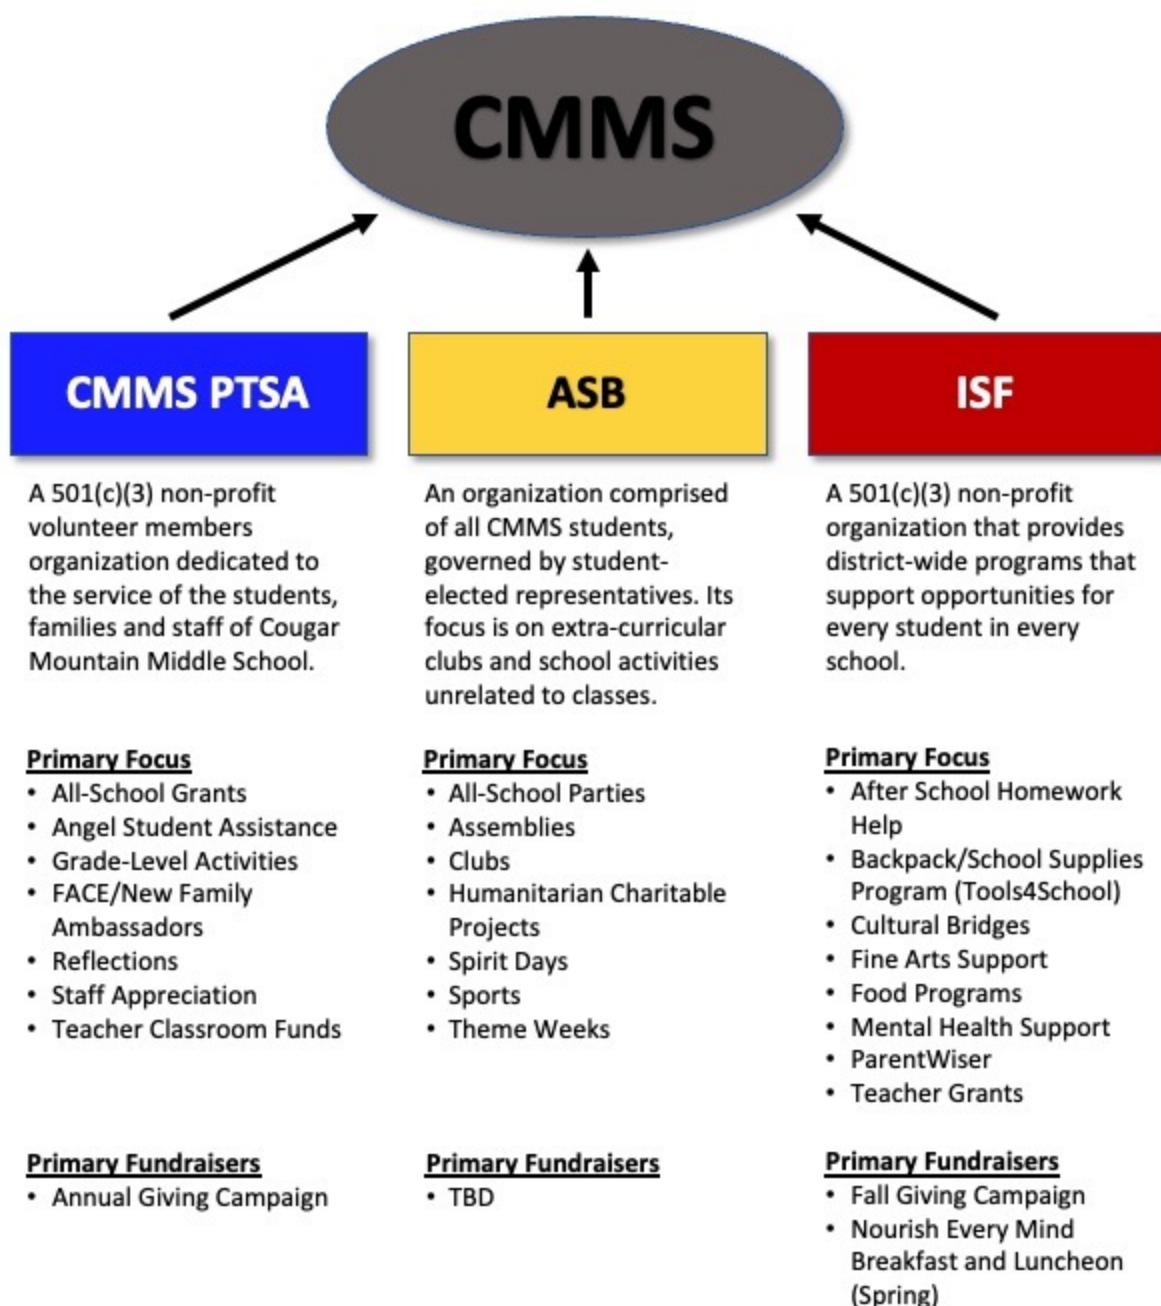 CMMS
CMMS PTSA
A 501(c)(3) non-profit
volunteer members
organization dedicated to
the service of the students,
families and staff of Cougar
Mountain Middle School.
Primary Focus
• All-School Grants
• Angel Student Assistance
• Grade-Level Activities
• FACE/New Family
Ambassadors
• Reflections
• Staff Appreciation
• Teacher Classroom Funds
Primary Fundraisers
• Annual Giving Campaign
ASB
An organization comprised
of all CMMS students,
governed by student-
elected representatives. Its
focus is on extra-curricular
clubs and school activities
unrelated to classes.
Primary Focus
• All-School Parties
• Assemblies
• Clubs
• Humanitarian Charitable
Projects
• Spirit Days
• Sports
• Theme Weeks
Primary Fundraisers
• TBD
ISF
A 501(c)(3) non-profit
organization that provides
district-wide programs that
support opportunities for
every student in every
school.
Primary Focus
• After School Homework
Help
• Backpack/School Supplies
Program (Tools4School)
• Cultural Bridges
• Fine Arts Support
• Food Programs
• Mental Health Support
• ParentWiser
• Teacher Grants
Primary Fundraisers
• Fall Giving Campaign
• Nourish Every Mind
Breakfast and Luncheon
(Spring)